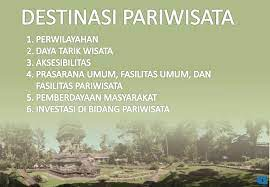 DESTINASI PARIWISATA
1. PERWILAYAHAN
2. DAYA TARIK WISATA
3. AKSESIBILITAS
4. PRASARANA UMUM, FASILITAS UMUM, DAN
FASILITAS PARIWISATA
5. PEMBERDAYAAN MASYARAKAT
6. INVESTASI DI BIDANG PARIWISATA